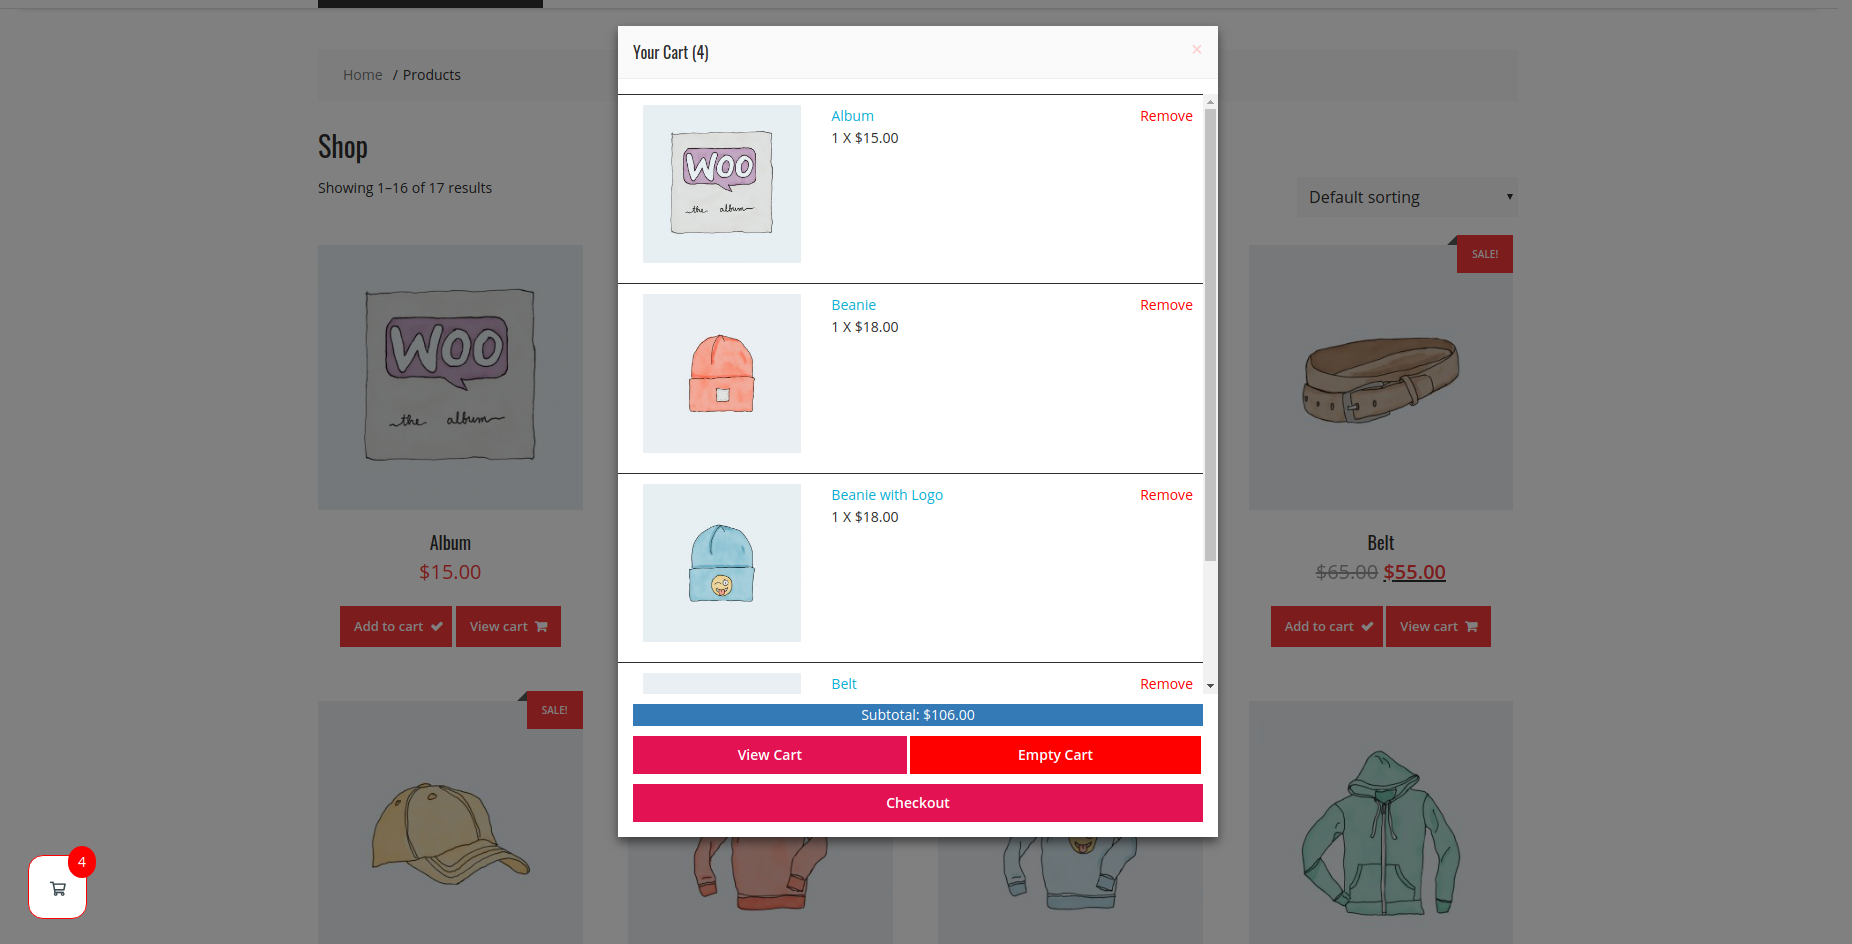 Your Cart (4)
×
Home / Products
Shop
Showing 1–16 of 17 results
Default sorting
WOO
the album
Album
1 X $15.00
Remove
Beanie
1 X $18.00
Remove
Beanie with Logo
1 X $18.00
Remove
Belt
Remove
Subtotal: $106.00
View Cart
Empty Cart
Checkout
WOO
the album
Album
$15.00
Add to cart
View cart
SALE!
Belt
$65.00 $55.00
Add to cart
View cart
SALE!
4